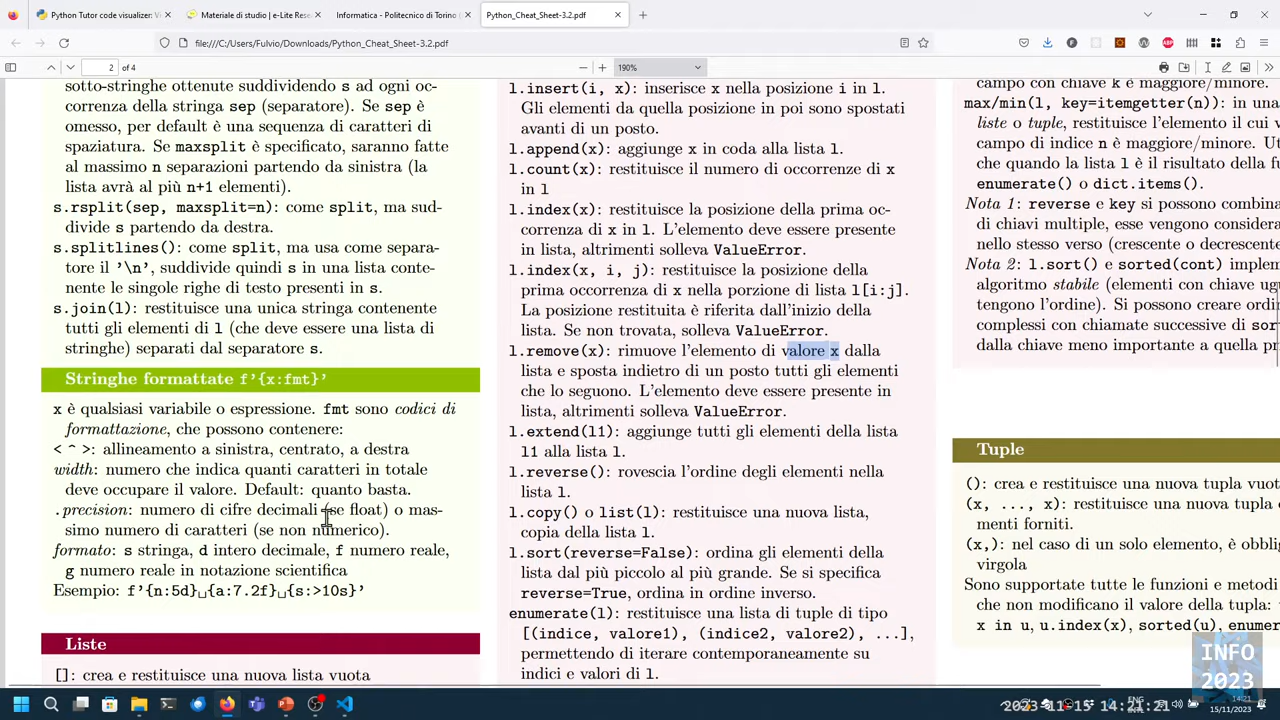 Python Tutor code visualizer: Vi
Materiale di studio | e-Lite Rese
Informatica - Politecnico di Torino (
Python_Cheat_Sheet-3.2.pdf
file:///C:/Users/Fulvio/Downloads/Python_Cheat_Sheet-3.2.pdf
2 of 4
190%
sotto-stringhe ottenute suddividendo s ad ogni oc-
correnza della stringa sep (separatore). Se sep è
omesso, per default è una sequenza di caratteri di
spaziatura. Se maxsplit è specificato, saranno fatte
al massimo n separazioni partendo da sinistra (la
lista avrà al più n+1 elementi).
s.rsplit(sep, maxsplit=n): come split, ma sud-
divide s partendo da destra.
s.splitlines(): come split, ma usa come separa-
tore il '\n', suddivide quindi s in una lista conte-
nente le singole righe di testo presenti in s.
s.join(l): restituisce una unica stringa contenente
tutti gli elementi di l (che deve essere una lista di
stringhe) separati dal separatore s.
Stringhe formattate f'{x:fmt}'
x è qualsiasi variabile o espressione. fmt sono codici di
formattazione, che possono contenere:
< ^ >: allineamento a sinistra, centrato, a destra
width: numero che indica quanti caratteri in totale
deve occupare il valore. Default: quanto basta.
.precision: numero di cifre decimali (se float) o mas-
simo numero di caratteri (se non numerico).
formato: s stringa, d intero decimale, f numero reale,
g numero reale in notazione scientifica
Esempio: f'{n:5d}␣{a:7.2f}␣{s:>10s}'
Liste
[]: crea e restituisce una nuova lista vuota
l.insert(i, x): inserisce x nella posizione i in l.
Gli elementi da quella posizione in poi sono spostati
avanti di un posto.
l.append(x): aggiunge x in coda alla lista l.
l.count(x): restituisce il numero di occorrenze di x
in l
l.index(x): restituisce la posizione della prima oc-
correnza di x in l. L'elemento deve essere presente
in lista, altrimenti solleva ValueError.
l.index(x, i, j): restituisce la posizione della
prima occorrenza di x nella porzione di lista l[i:j].
La posizione restituita è riferita dall'inizio della
lista. Se non trovata, solleva ValueError.
l.remove(x): rimuove l'elemento di valore x dalla
lista e sposta indietro di un posto tutti gli elementi
che lo seguono. L'elemento deve essere presente in
lista, altrimenti solleva ValueError.
l.extend(l1): aggiunge tutti gli elementi della lista
l1 alla lista l.
l.reverse(): rovescia l'ordine degli elementi nella
lista l.
l.copy() o list(l): restituisce una nuova lista,
copia della lista l.
l.sort(reverse=False): ordina gli elementi della
lista dal più piccolo al più grande. Se si specifica
reverse=True, ordina in ordine inverso.
enumerate(l): restituisce una lista di tuple di tipo
[(indice, valore1), (indice2, valore2), ...],
permettendo di iterare contemporaneamente su
indici e valori di l.
campo con chiave k è maggiore/minore.
max/min(l, key=itemgetter(n)): in una
liste o tuple, restituisce l'elemento il cui v
campo di indice n è maggiore/minore. Ut
che quando la lista l è il risultato della fu
enumerate() o dict.items().
Nota 1: reverse e key si possono combina
di chiavi multiple, esse vengono considera
nello stesso verso (crescente o decrescente
Nota 2: l.sort() e sorted(cont) implem
algoritmo stabile (elementi con chiave ugu
tengono l'ordine). Si possono creare ordin
complessi con chiamate successive di sor
dalla chiave meno importante a quella pr
Tuple
(): crea e restituisce una nuova tupla vuot
(x, ..., x): restituisce una nuova tupla c
menti forniti.
(x,): nel caso di un solo elemento, è obblig
virgola
Sono supportate tutte le funzioni e metodi
che non modificano il valore della tupla:
x in u, u.index(x), sorted(u), enumer
INFO
2023
ENG
14:21
15/11/2023
2023-11-15 14:21:21